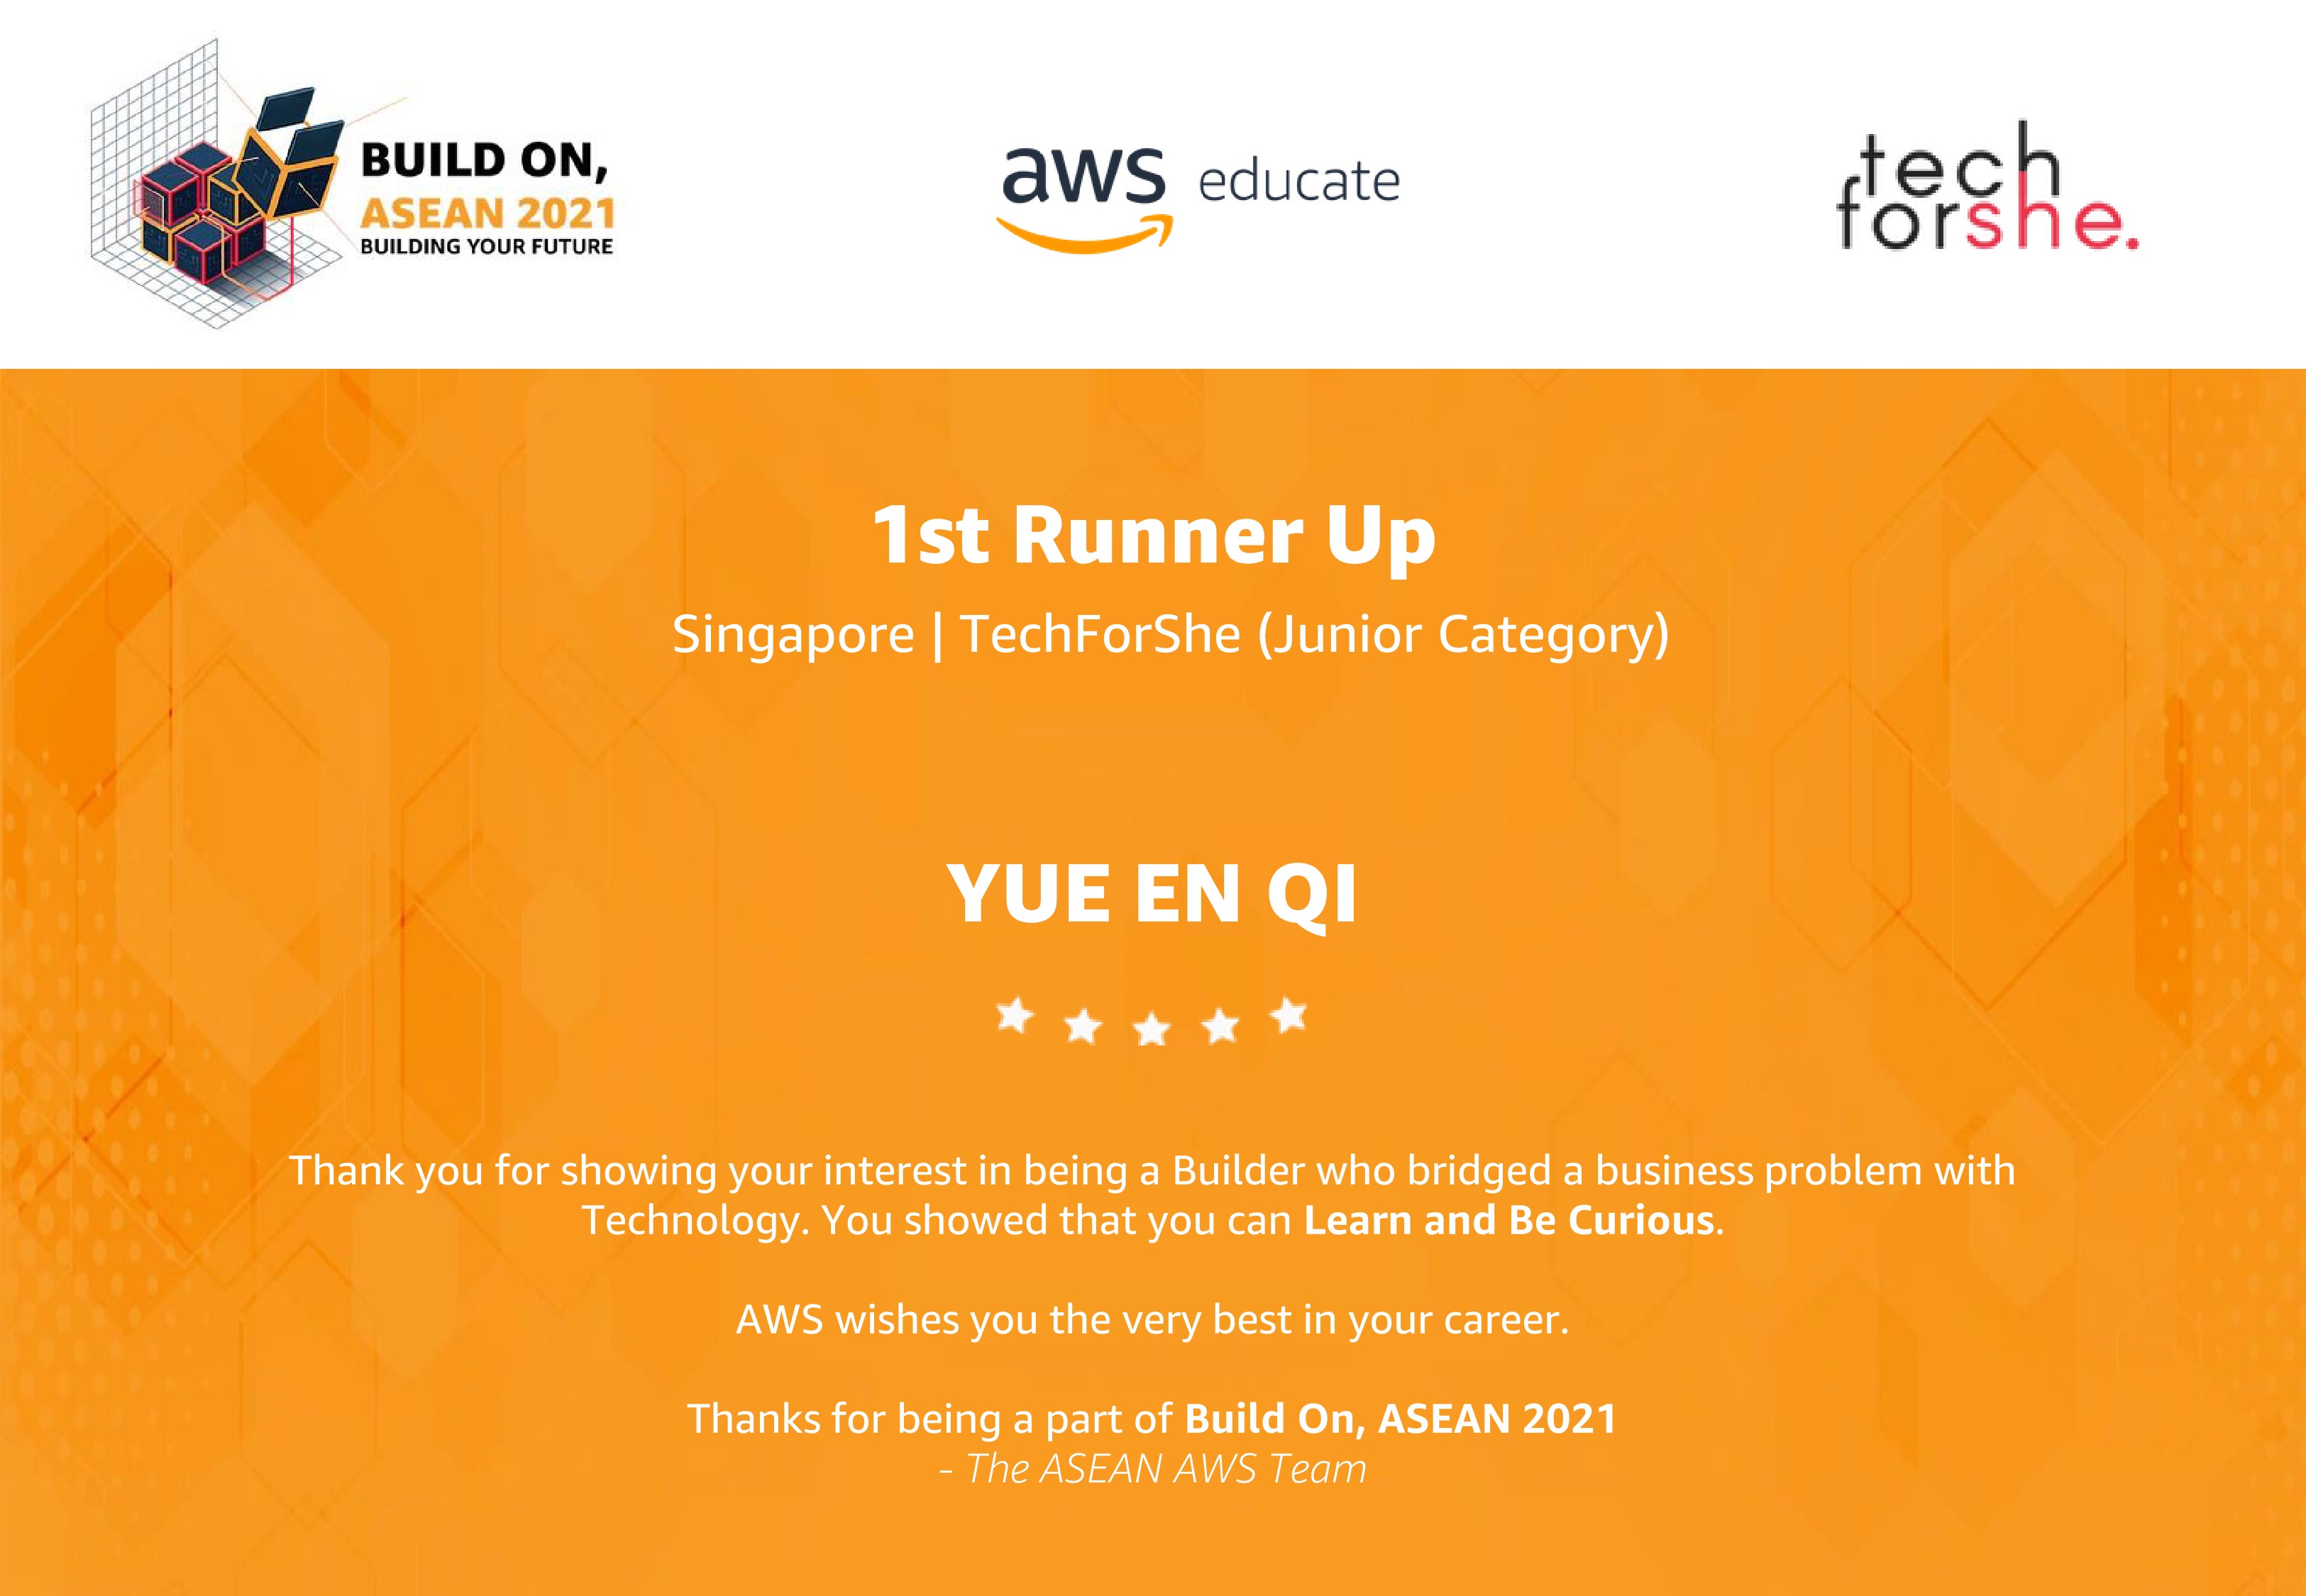 BUILD ON,
ASEAN 2021
BUILDING YOUR FUTURE
aws educate
tech
forshe.
1st Runner Up
Singapore | TechForShe (Junior Category)
YUE EN QI
Thank you for showing your interest in being a Builder who bridged a business problem with
Technology. You showed that you can Learn and Be Curious.
AWS wishes you the very best in your career.
Thanks for being a part of Build On, ASEAN 2021
- The ASEAN AWS Team